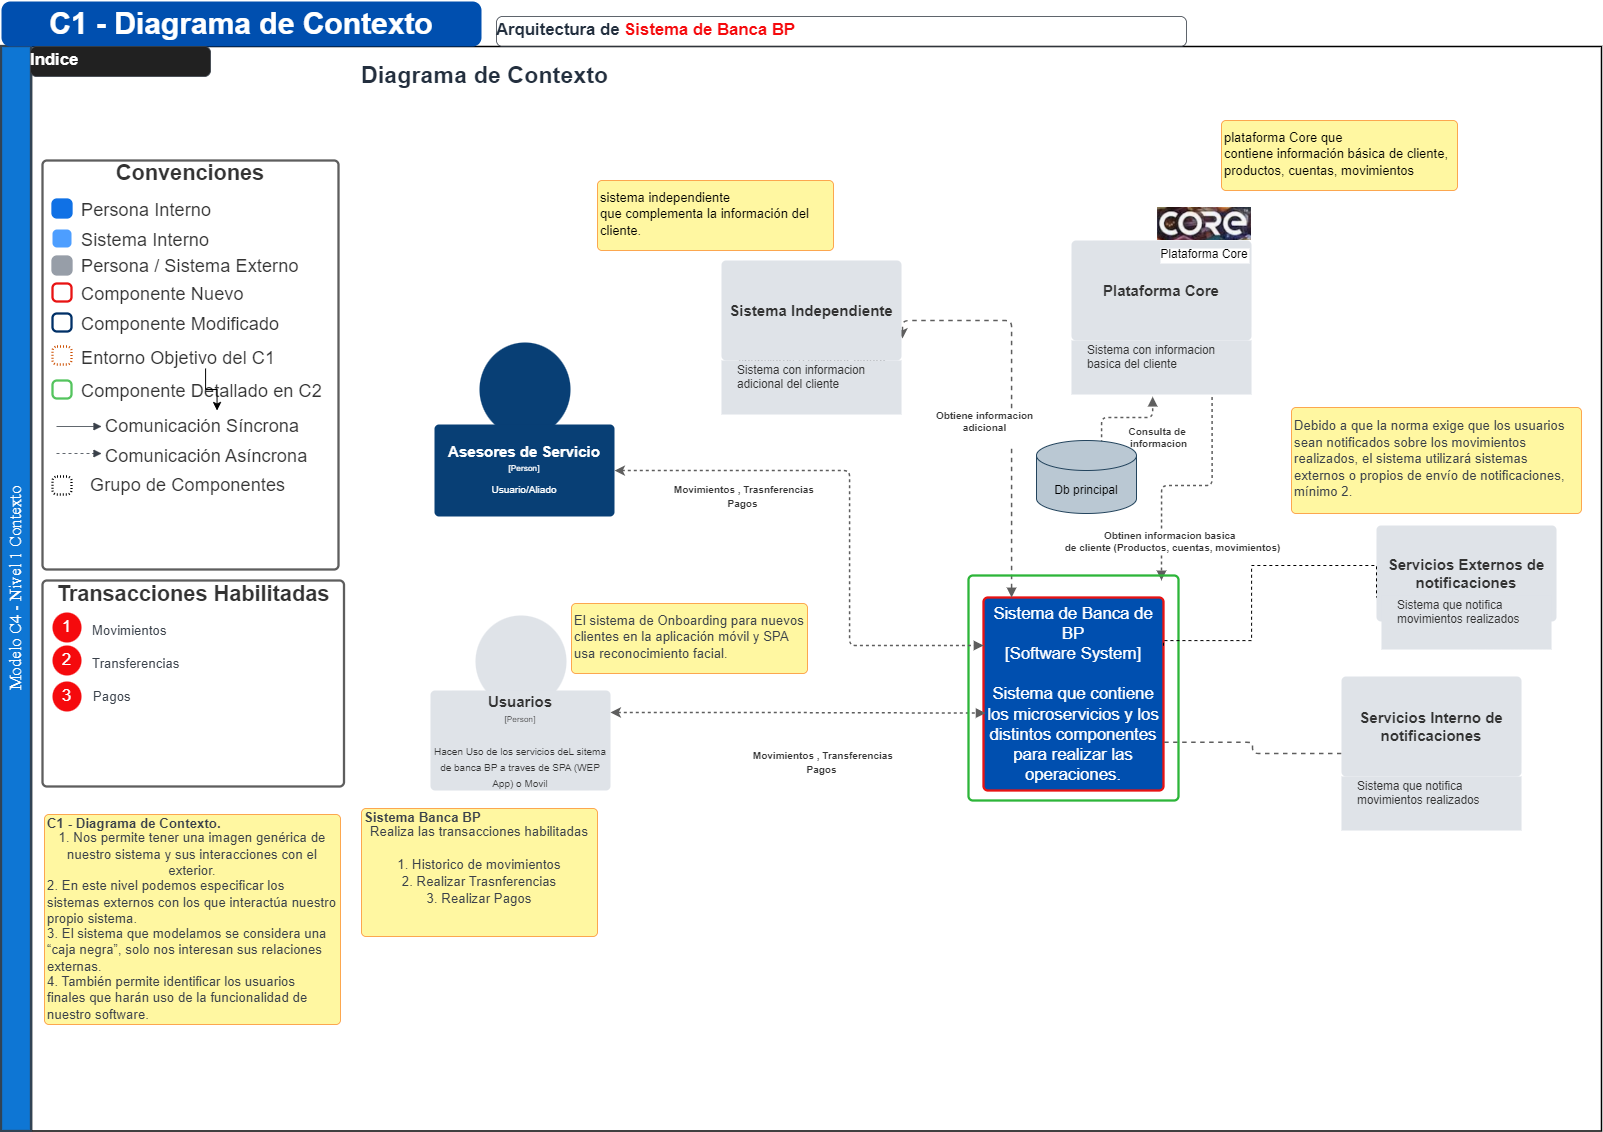 C1 - Diagrama de Contexto
Arquitectura de Sistema de Banca BP
Indice
Diagrama de Contexto
Modelo C4 - Nivel 1 Contexto
Convenciones
Persona Interno
Sistema Interno
Persona / Sistema Externo
Componente Nuevo
Componente Modificado
Entorno Objetivo del C1
Componente Detallado en C2
Comunicación Síncrona
Comunicación Asíncrona
Grupo de Componentes
Transacciones Habilitadas
1 Movimientos
2 Transferencias
3 Pagos
C1 - Diagrama de Contexto.
1. Nos permite tener una imagen genérica de
nuestro sistema y sus interacciones con el
exterior.
2. En este nivel podemos especificar los
sistemas externos con los que interactúa nuestro
propio sistema.
3. El sistema que modelamos se considera una
“caja negra”, solo nos interesan sus relaciones
externas.
4. También permite identificar los usuarios
finales que harán uso de la funcionalidad de
nuestro software.
sistema independiente
que complementa la información del
cliente.
Sistema Independiente
Sistema con informacion
adicional del cliente
plataforma Core que
contiene información básica de cliente,
productos, cuentas, movimientos
CORe
Plataforma Core
Plataforma Core
Sistema con informacion
basica del cliente
Obtiene informacion
adicional
Consulta de
informacion
Db principal
Obtinen informacion basica
de cliente (Productos, cuentas, movimientos)
Debido a que la norma exige que los usuarios
sean notificados sobre los movimientos
realizados, el sistema utilizará sistemas
externos o propios de envío de notificaciones,
mínimo 2.
Asesores de Servicio
[Person]
Usuario/Aliado
Movimientos , Trasnferencias
Pagos
El sistema de Onboarding para nuevos
clientes en la aplicación móvil y SPA
usa reconocimiento facial.
Usuarios
[Person]
Hacen Uso de los servicios deL sitema
de banca BP a traves de SPA (WEP
App) o Movil
Movimientos , Transferencias
Pagos
Sistema de Banca de
BP
[Software System]
Sistema que contiene
los microservicios y los
distintos componentes
para realizar las
operaciones.
Servicios Externos de
notificaciones
Sistema que notifica
movimientos realizados
Servicios Interno de
notificaciones
Sistema que notifica
movimientos realizados
Sistema Banca BP
Realiza las transacciones habilitadas
1. Historico de movimientos
2. Realizar Trasnferencias
3. Realizar Pagos